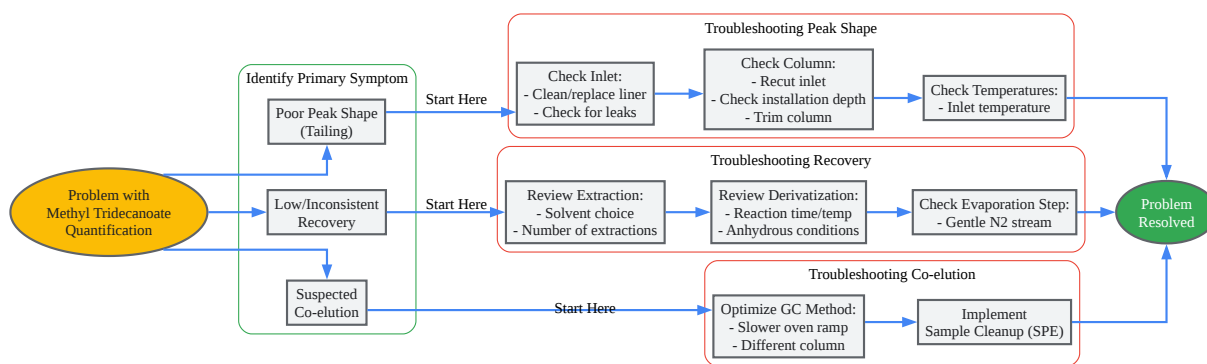 Problem with
Methyl Tridecanoate
Quantification
Identify Primary Symptom
Poor Peak Shape
(Tailing)
Low/Inconsistent
Recovery
Suspected
Co-elution
Start Here
Troubleshooting Peak Shape
Check Inlet:
- Clean/replace liner
- Check for leaks
Check Column:
- Recut inlet
- Check installation depth
- Trim column
Check Temperatures:
- Inlet temperature
Start Here
Troubleshooting Recovery
Review Extraction:
- Solvent choice
- Number of extractions
Review Derivatization:
- Reaction time/temp
- Anhydrous conditions
Check Evaporation Step:
- Gentle N2 stream
Start Here
Troubleshooting Co-elution
Optimize GC Method:
- Slower oven ramp
- Different column
Implement
Sample Cleanup (SPE)
Problem
Resolved